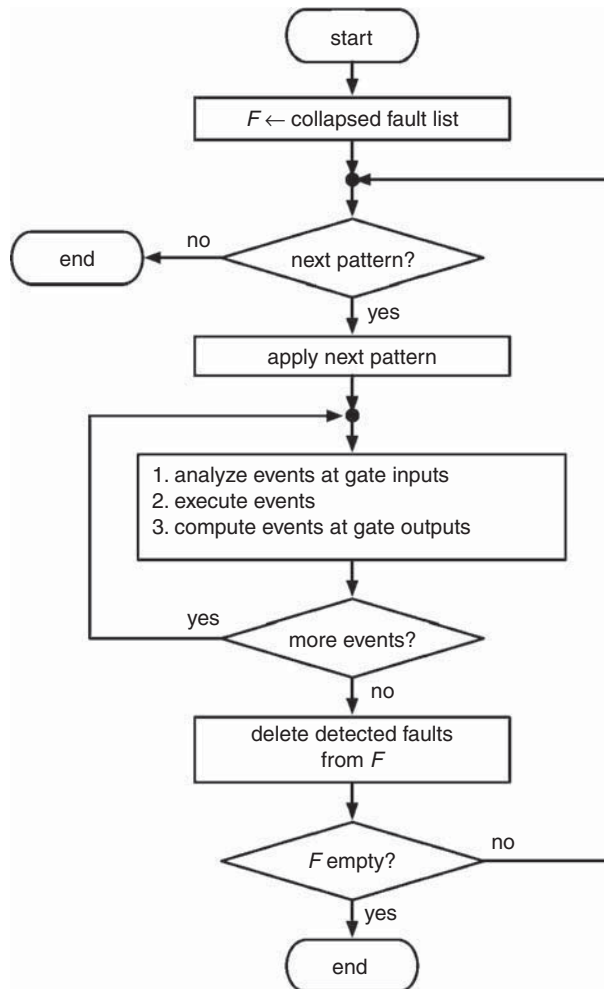 start
F ← collapsed fault list
no
end
next pattern?
yes
apply next pattern
1. analyze events at gate inputs
2. execute events
3. compute events at gate outputs
yes
more events?
no
delete detected faults
from F
F empty?
no
yes
end